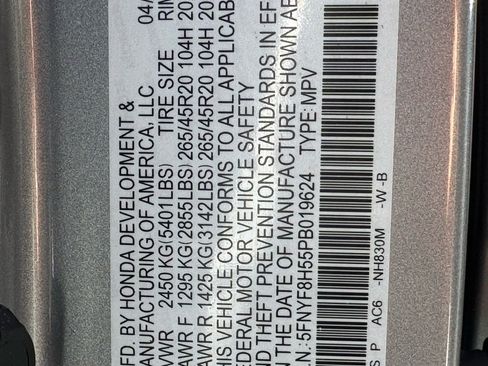 MFD. BY HONDA DEVELOPMENT & 04/
MANUFACTURING OF AMERICA, LLC
GVWR 2450 KG(5401LBS) TIRE SIZE RIM
GAWR F 1295 KG(2855LBS) 265/45R20 104H 20
GAWR R 1425 KG(3142LBS) 265/45R20 104H 20
THIS VEHICLE CONFORMS TO ALL APPLICABL
FEDERAL MOTOR VEHICLE SAFETY
AND THEFT PREVENTION STANDARDS IN EF
ON THE DATE OF MANUFACTURE SHOWN AB
I.N.:5FNYF8H55PB019624 TYPE:MPV
S P AC6 -NH830M -W -B